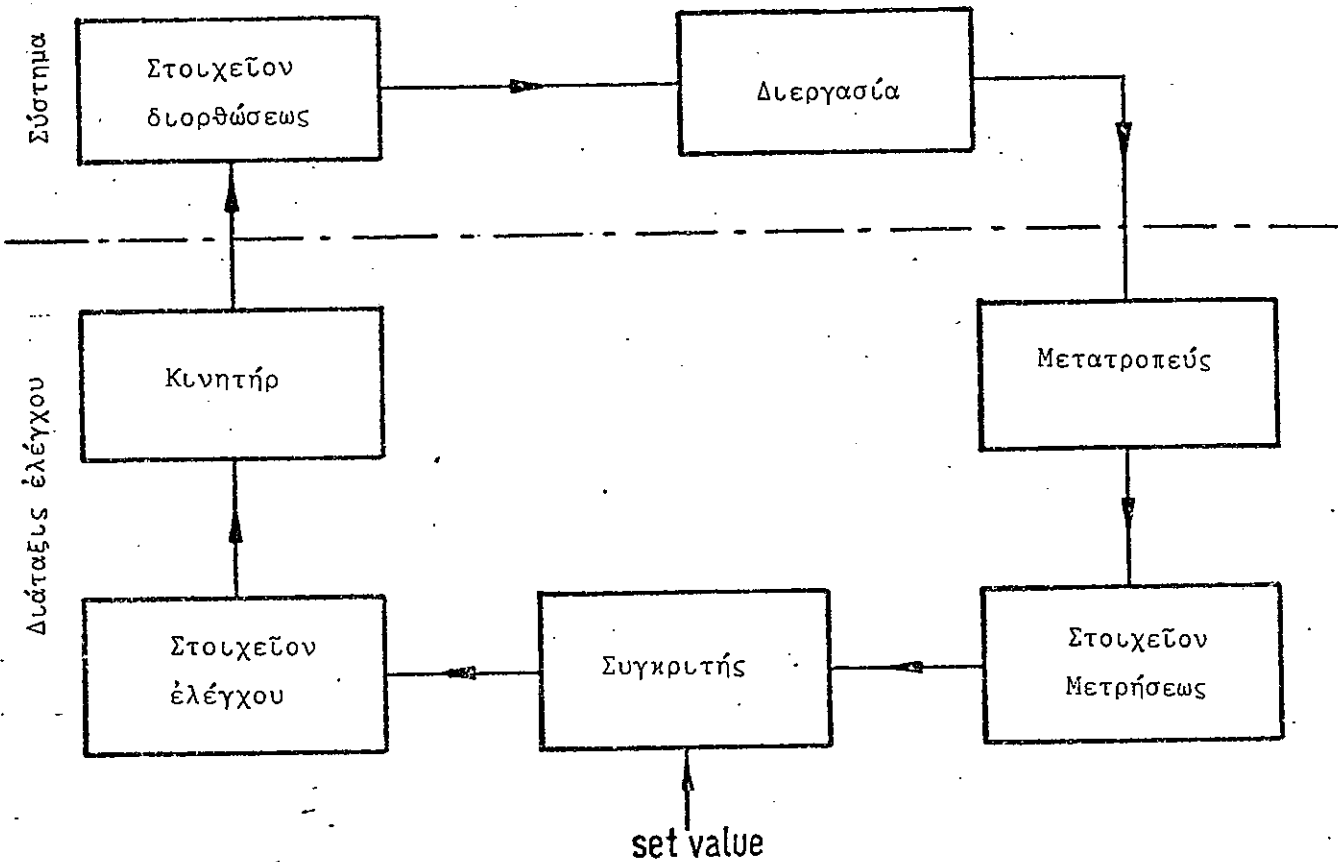 Σύστημα
Στοιχεῖον
διορθώσεως
Διεργασία
Διάταξις ἐλέγχου
Κινητήρ
Μετατροπεύς
Στοιχεῖον
ἐλέγχου
Συγκριτής
Στοιχεῖον
Μετρήσεως
set value